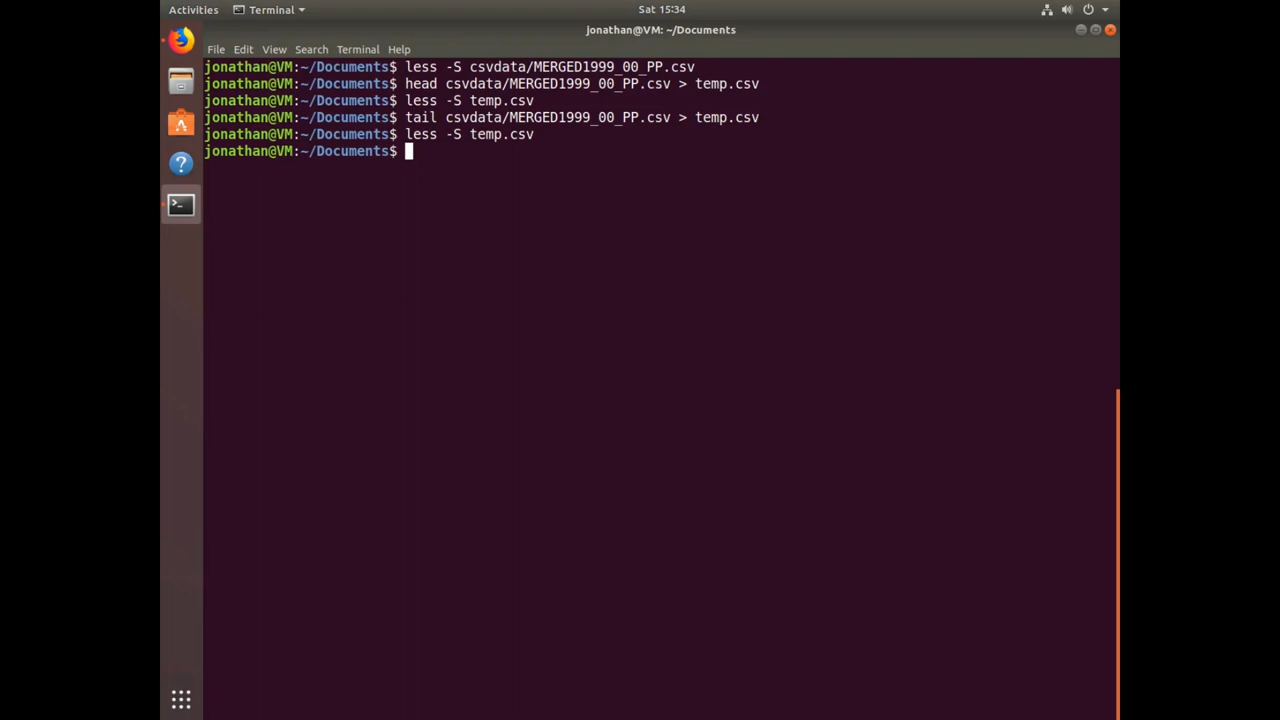 Activities Terminal Sat 15:34
jonathan@VM: ~/Documents
File Edit View Search Terminal Help
jonathan@VM:~/Documents$ less -S csvdata/MERGED1999_00_PP.csv
jonathan@VM:~/Documents$ head csvdata/MERGED1999_00_PP.csv > temp.csv
jonathan@VM:~/Documents$ less -S temp.csv
jonathan@VM:~/Documents$ tail csvdata/MERGED1999_00_PP.csv > temp.csv
jonathan@VM:~/Documents$ less -S temp.csv
jonathan@VM:~/Documents$